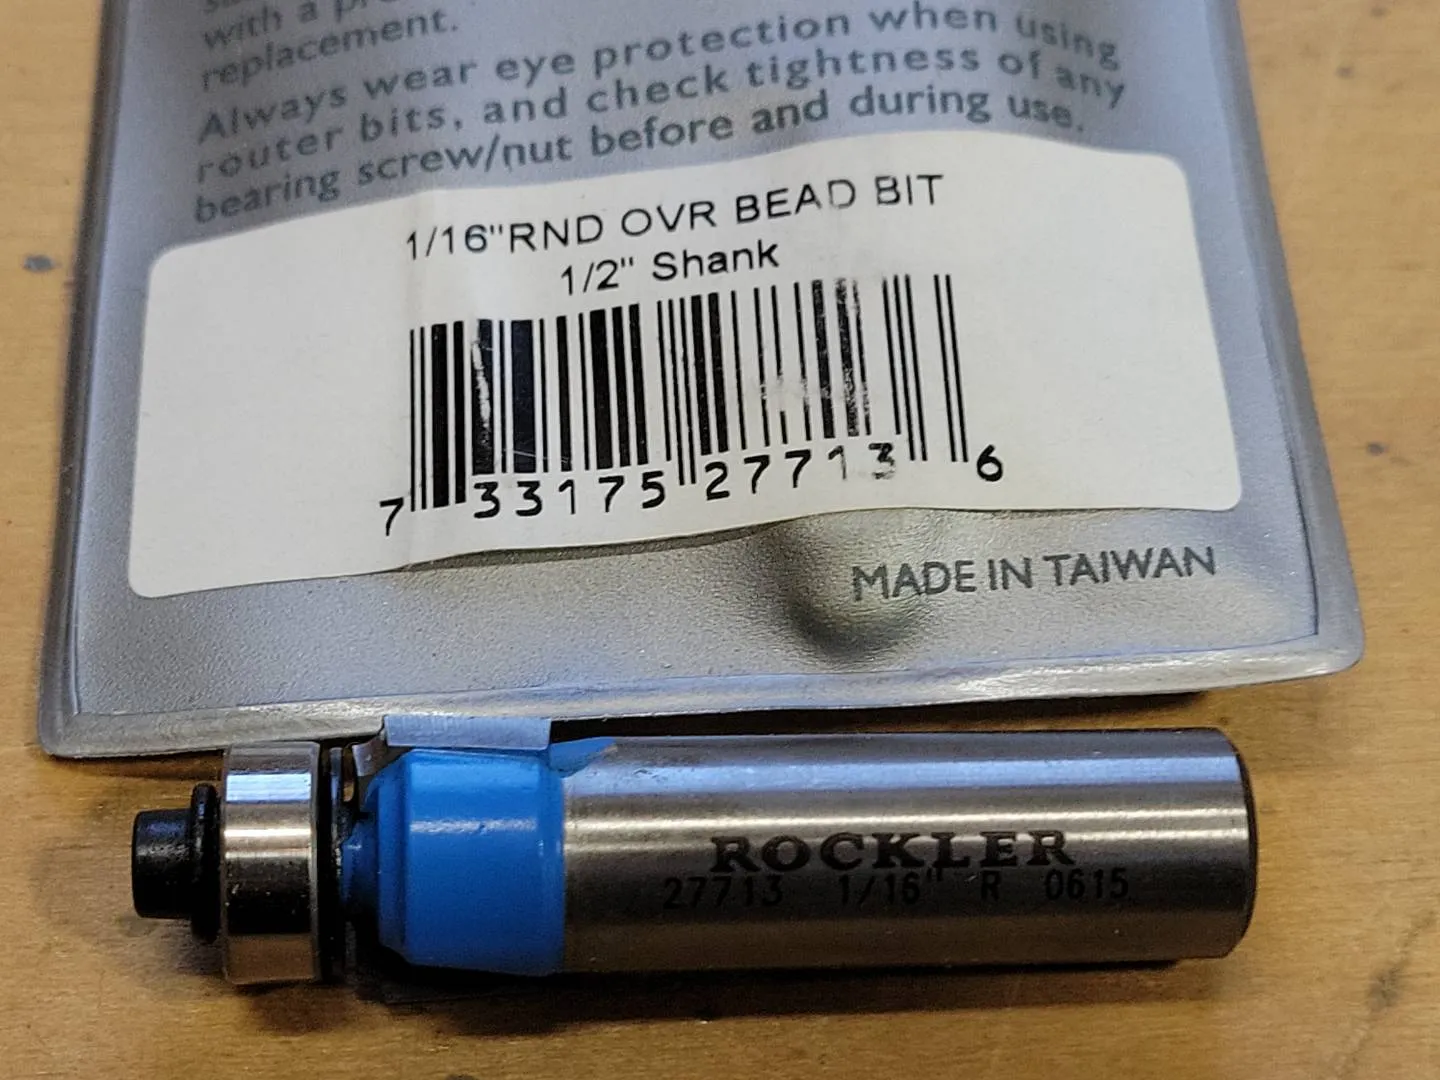 with a
replacement.
Always wear eye protection when using
router bits, and check tightness of any
bearing screw/nut before and during use.
1/16"RND OVR BEAD BIT
1/2" Shank
7 33175 27713 6
MADE IN TAIWAN
ROCKLER
27713 1/16" R 0615